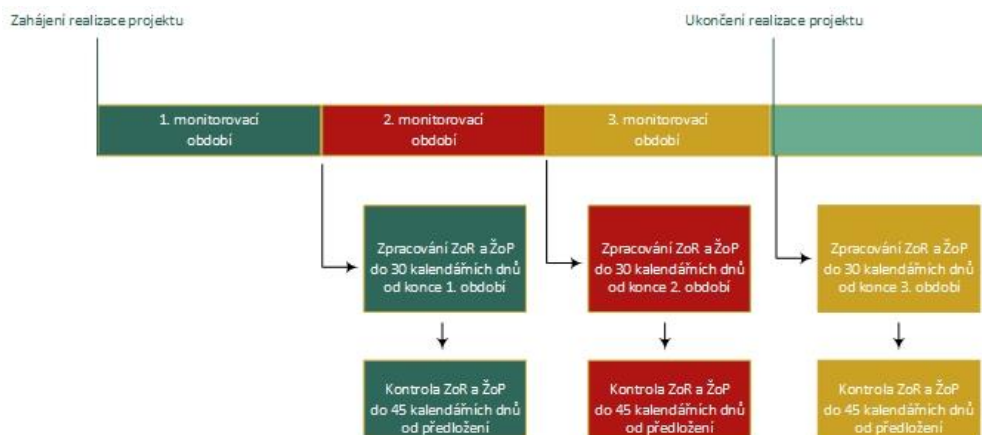 Zahájení realizace projektu
Ukončení realizace projektu
1. monitorovací
období
2. monitorovací
období
3. monitorovací
období
Zpracování ZoR a ŽoP
do 30 kalendářních dnů
od konce 1. období
Zpracování ZoR a ŽoP
do 30 kalendářních dnů
od konce 2. období
Zpracování ZoR a ŽoP
do 30 kalendářních dnů
od konce 3. období
Kontrola ZoR a ŽoP
do 45 kalendářních dnů
od předložení
Kontrola ZoR a ŽoP
do 45 kalendářních dnů
od předložení
Kontrola ZoR a ŽoP
do 45 kalendářních dnů
od předložení